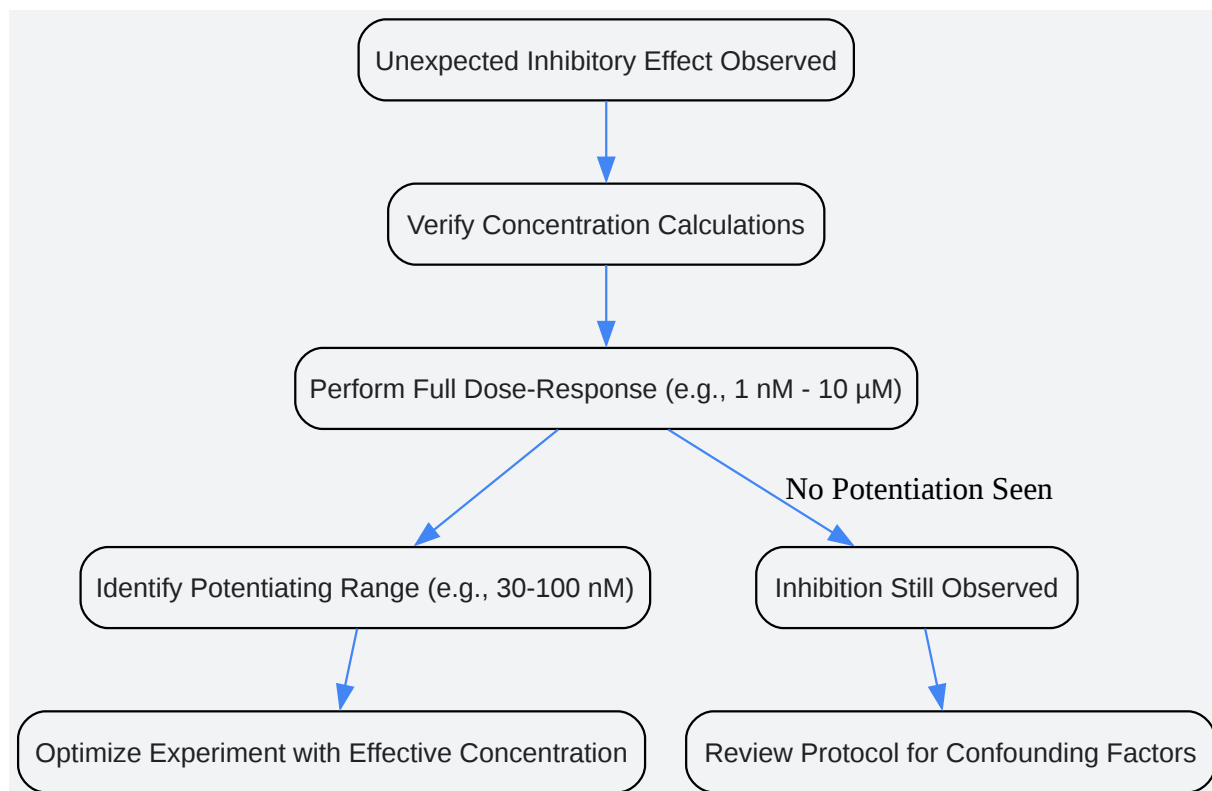 Unexpected Inhibitory Effect Observed
Verify Concentration Calculations
Perform Full Dose-Response (e.g., 1 nM - 10 µM)
No Potentiation Seen
Identify Potentiating Range (e.g., 30-100 nM)
Inhibition Still Observed
Optimize Experiment with Effective Concentration
Review Protocol for Confounding Factors